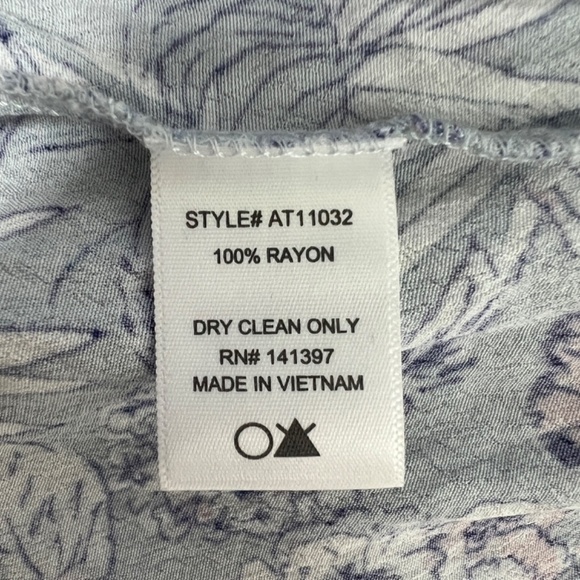 STYLE# AT11032
100% RAYON
DRY CLEAN ONLY
RN# 141397
MADE IN VIETNAM